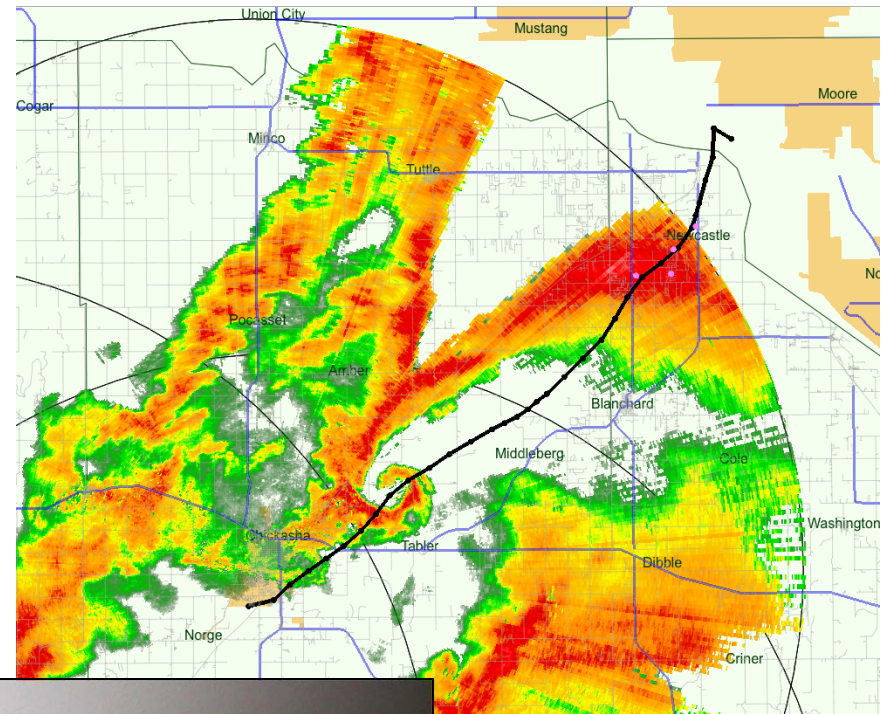 Union City
Mustang
Cogar
Moore
Minco
Tuttle
Newcastle
No
Pocasset
Amber
Blanchard
Middleberg
Cole
Washington
Chickasha
Tabler
Dibble
Norge
Criner